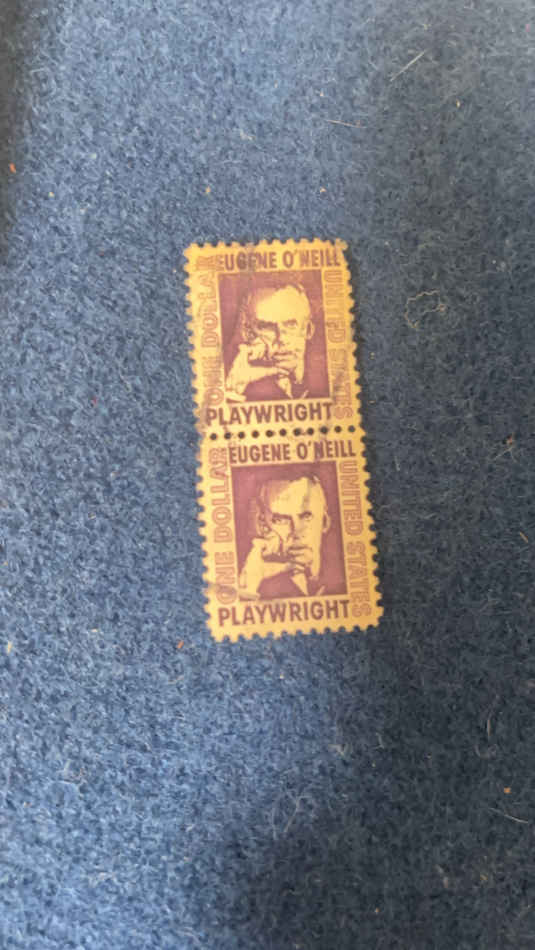 EUGENE O'NEILL
ONE DOLLAR
UNITED STATES
PLAYWRIGHT
EUGENE O'NEILL
ONE DOLLAR
UNITED STATES
PLAYWRIGHT